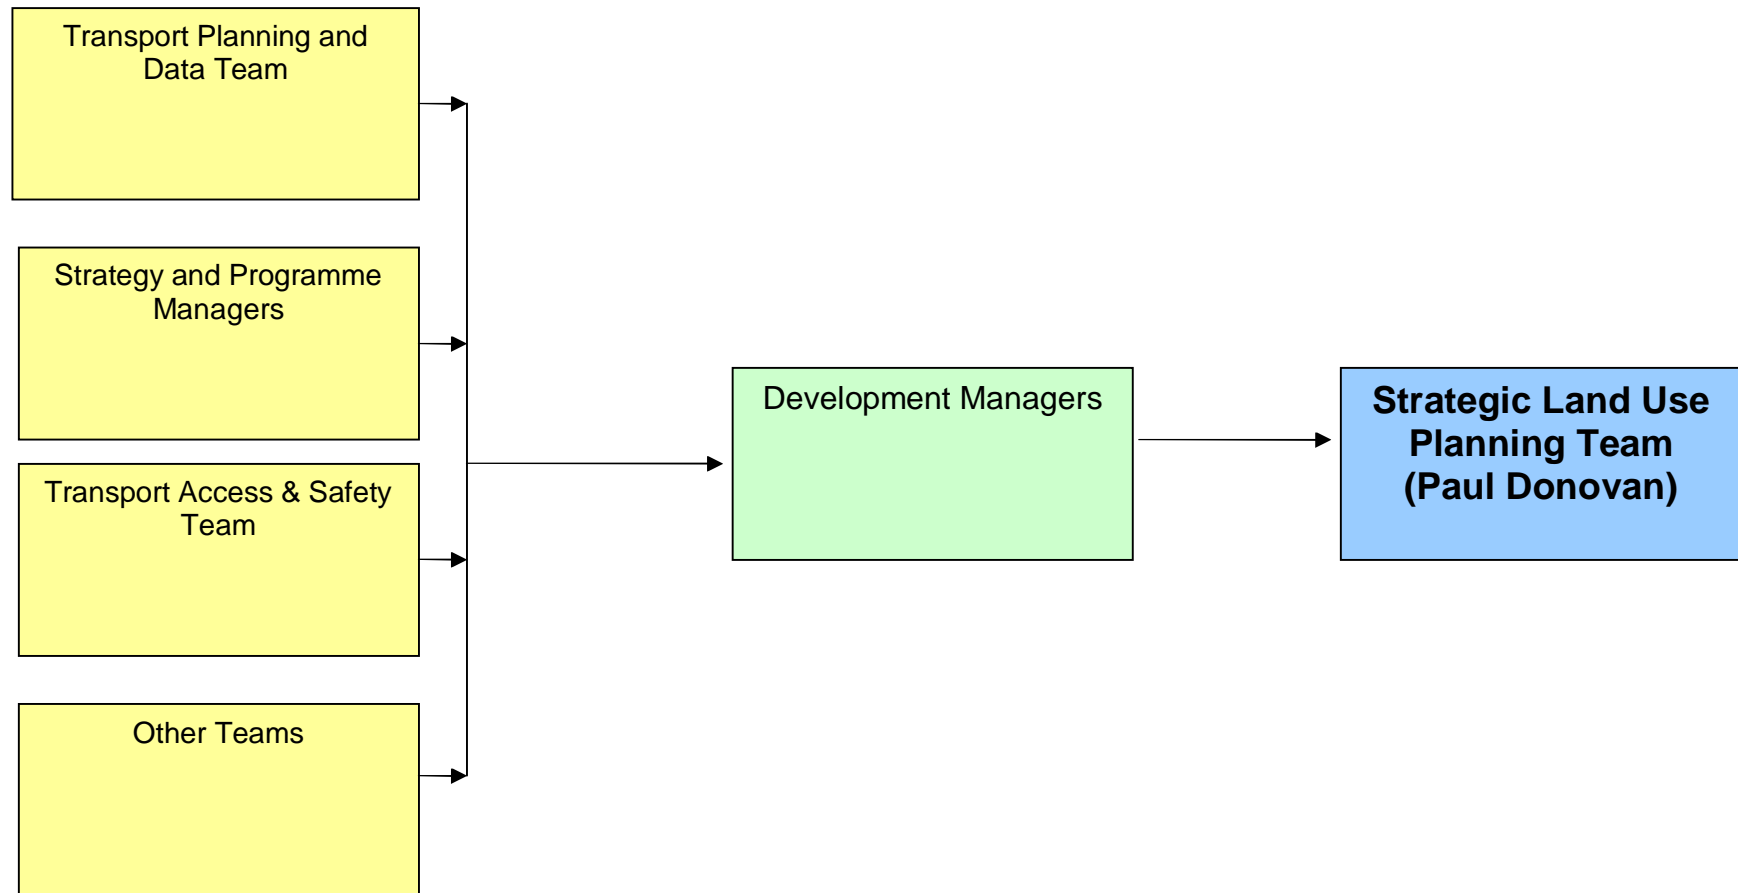 Transport Planning and
Data Team
Strategy and Programme
Managers
Transport Access & Safety
Team
Other Teams
Development Managers
Strategic Land Use
Planning Team
(Paul Donovan)